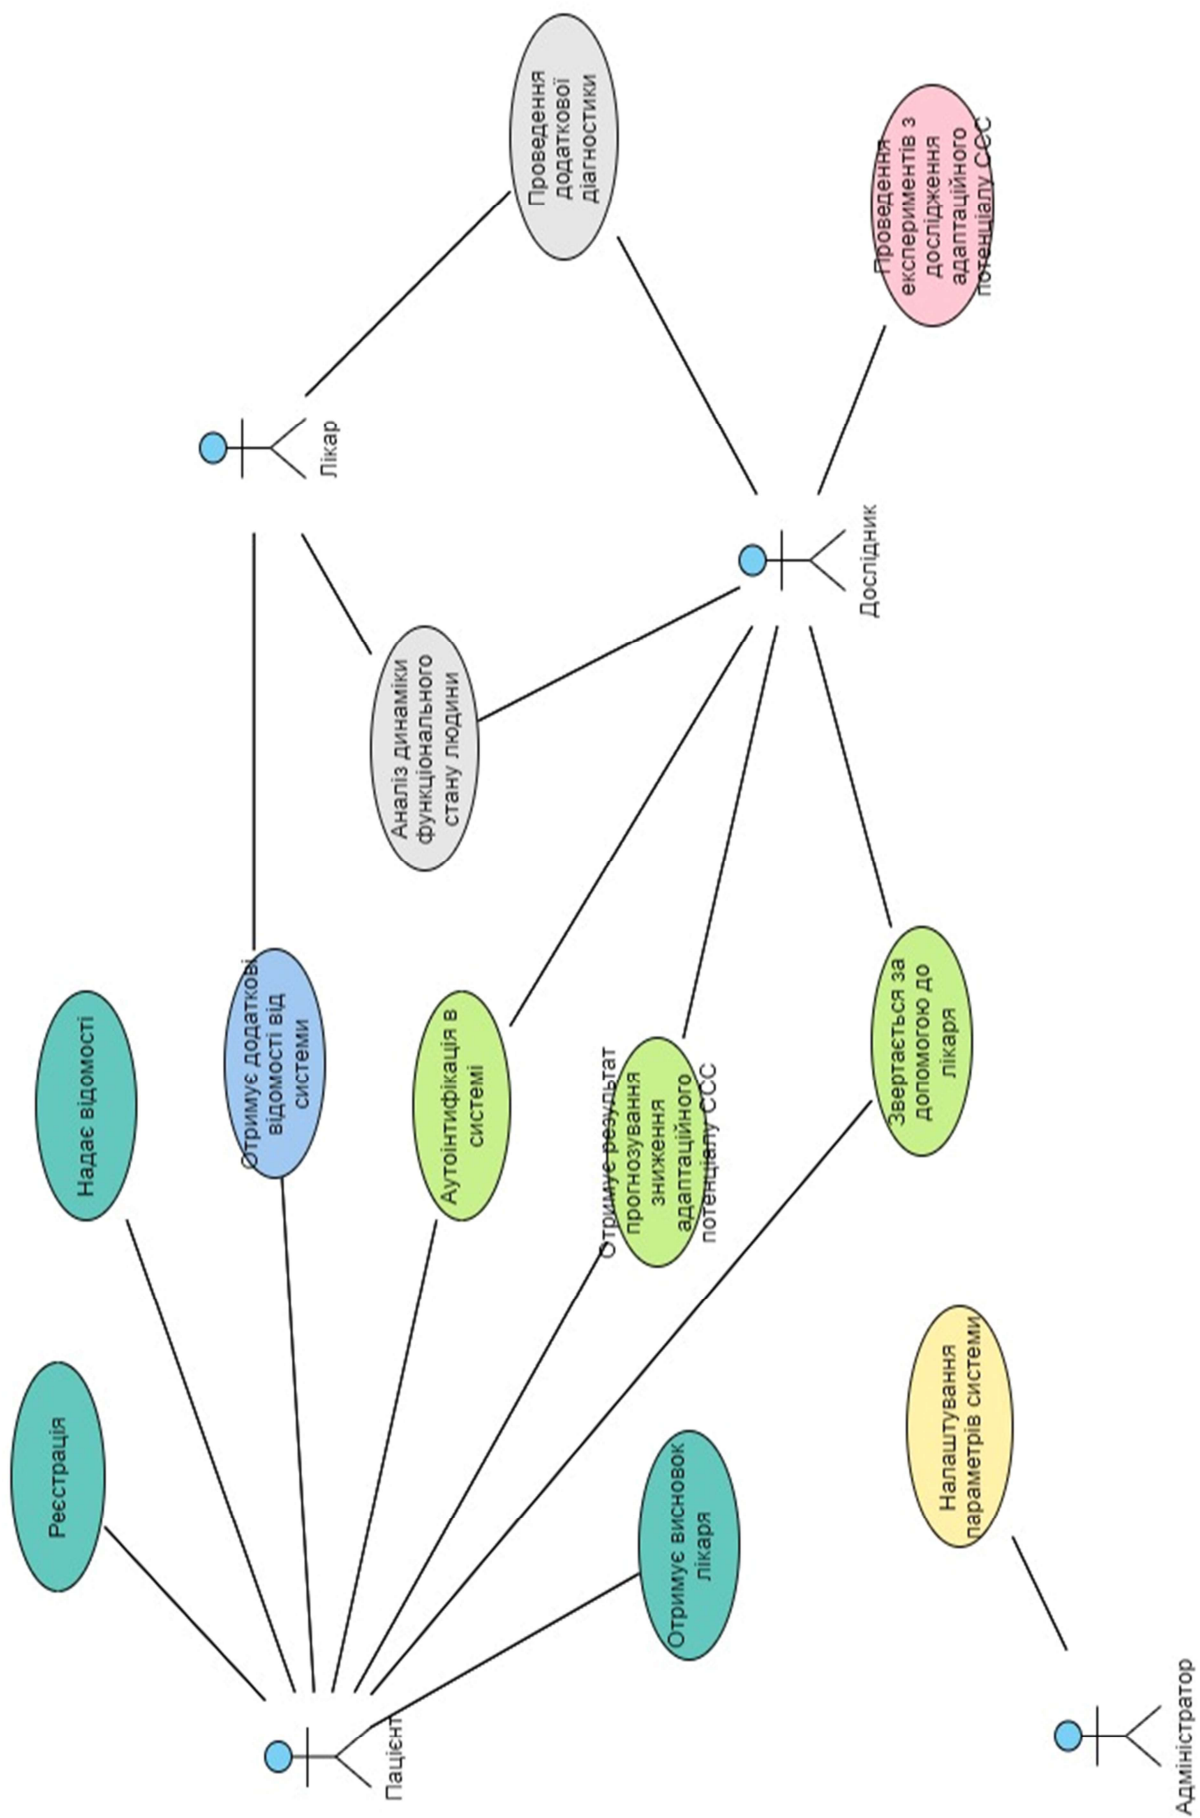 Реєстрація
Надає відомості
Отримує додаткові
відомості від
системи
Лікар
Пацієнт
Аналіз динаміки
функціонального
стану людини
Аутоінтифікація в
системі
Проведення
додаткової
діагностики
Отримує результат
прогнозування
зниження
адаптаційного
потенціалу ССС
Отримує висновок
лікаря
Дослідник
Звертається за
допомогою до
лікаря
Проведення
експериментів з
дослідження
адаптаційного
потенціалу ССС
Налаштування
параметрів системи
Адміністратор